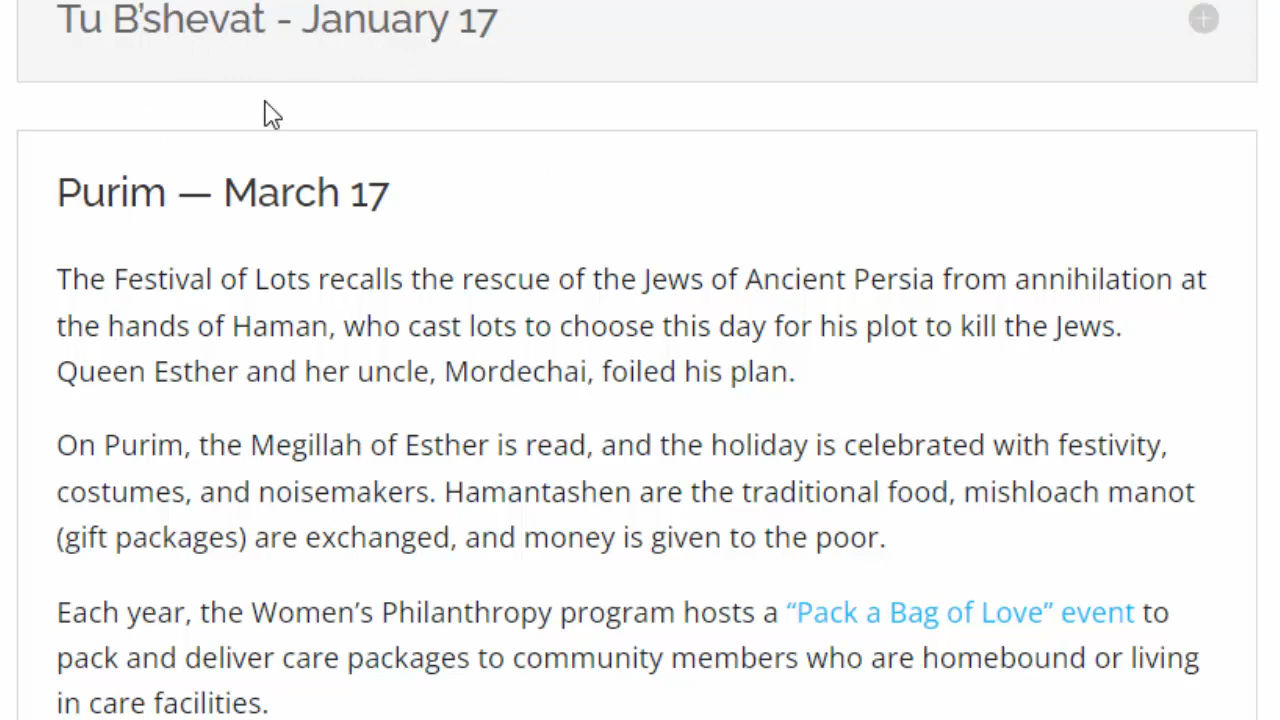 Tu B’shevat - January 17
Purim — March 17
The Festival of Lots recalls the rescue of the Jews of Ancient Persia from annihilation at
the hands of Haman, who cast lots to choose this day for his plot to kill the Jews.
Queen Esther and her uncle, Mordechai, foiled his plan.
On Purim, the Megillah of Esther is read, and the holiday is celebrated with festivity,
costumes, and noisemakers. Hamantashen are the traditional food, mishloach manot
(gift packages) are exchanged, and money is given to the poor.
Each year, the Women’s Philanthropy program hosts a “Pack a Bag of Love” event to
pack and deliver care packages to community members who are homebound or living
in care facilities.